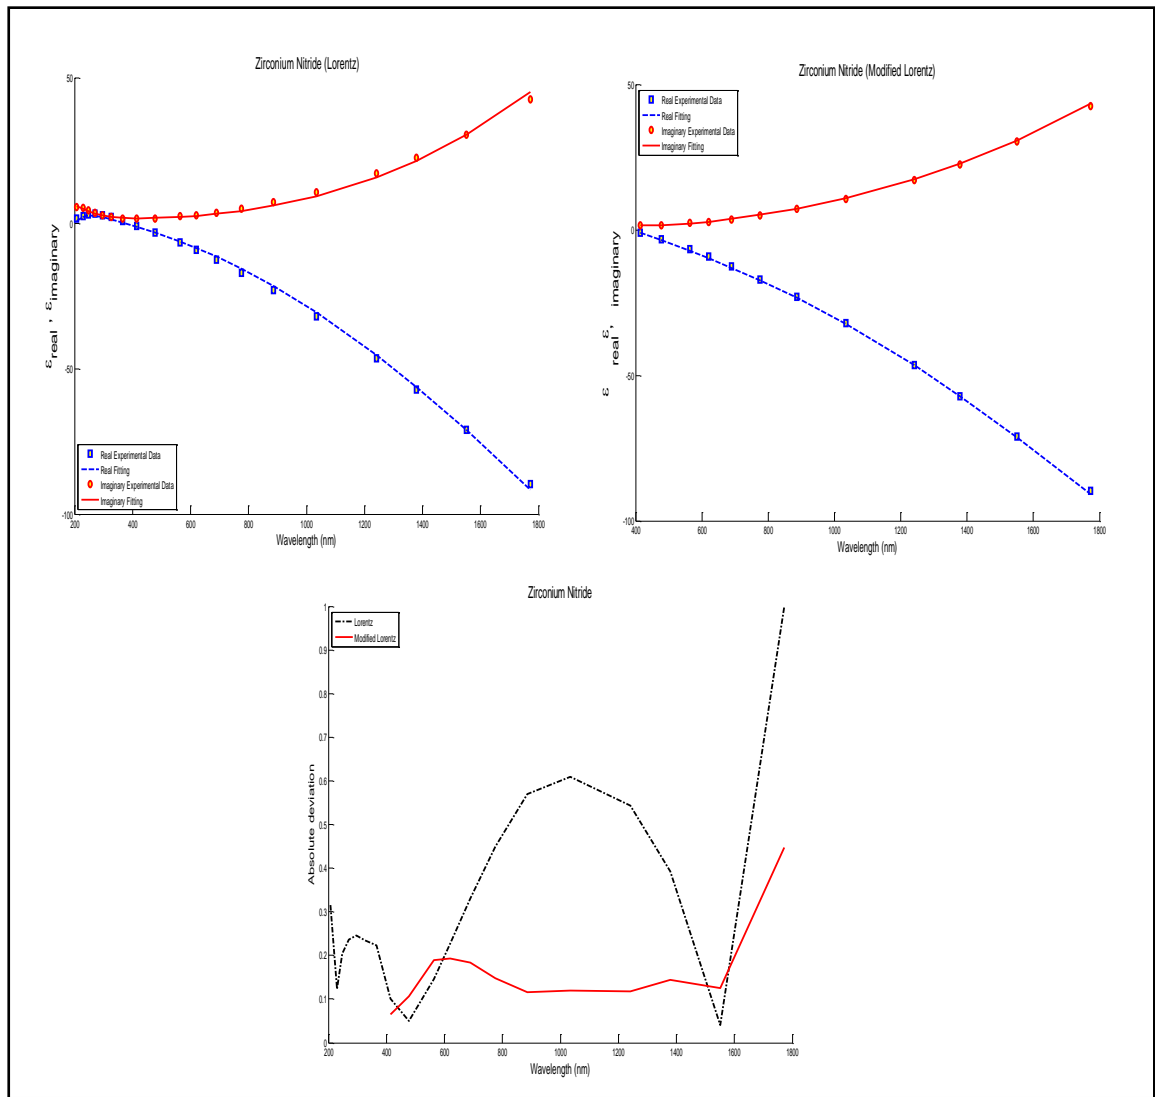 Zirconium Nitride (Lorentz)
50
0
-50
-100
200 400 600 800 1000 1200 1400 1600 1800
Wavelength (nm)
εreal , εimaginary
Real Experimental Data
Real Fitting
Imaginary Experimental Data
Imaginary Fitting
Zirconium Nitride (Modified Lorentz)
50
0
-50
-100
400 600 800 1000 1200 1400 1600 1800
Wavelength (nm)
ε real , ε imaginary
Real Experimental Data
Real Fitting
Imaginary Experimental Data
Imaginary Fitting
Zirconium Nitride
1
0.9
0.8
0.7
0.6
0.5
0.4
0.3
0.2
0.1
0
200 400 600 800 1000 1200 1400 1600 1800
Wavelength (nm)
Absolute deviation
Lorentz
Modified Lorentz